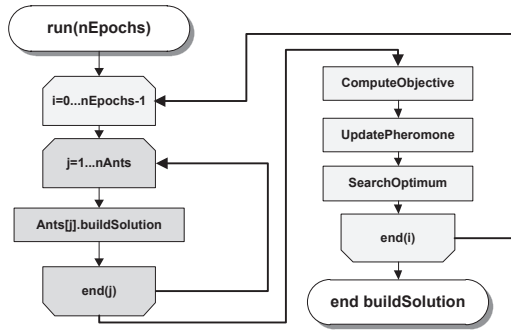 run(nEpochs)
i=0...nEpochs-1
j=1...nAnts
Ants[j].buildSolution
end(j)
ComputeObjective
UpdatePheromone
SearchOptimum
end(i)
end buildSolution